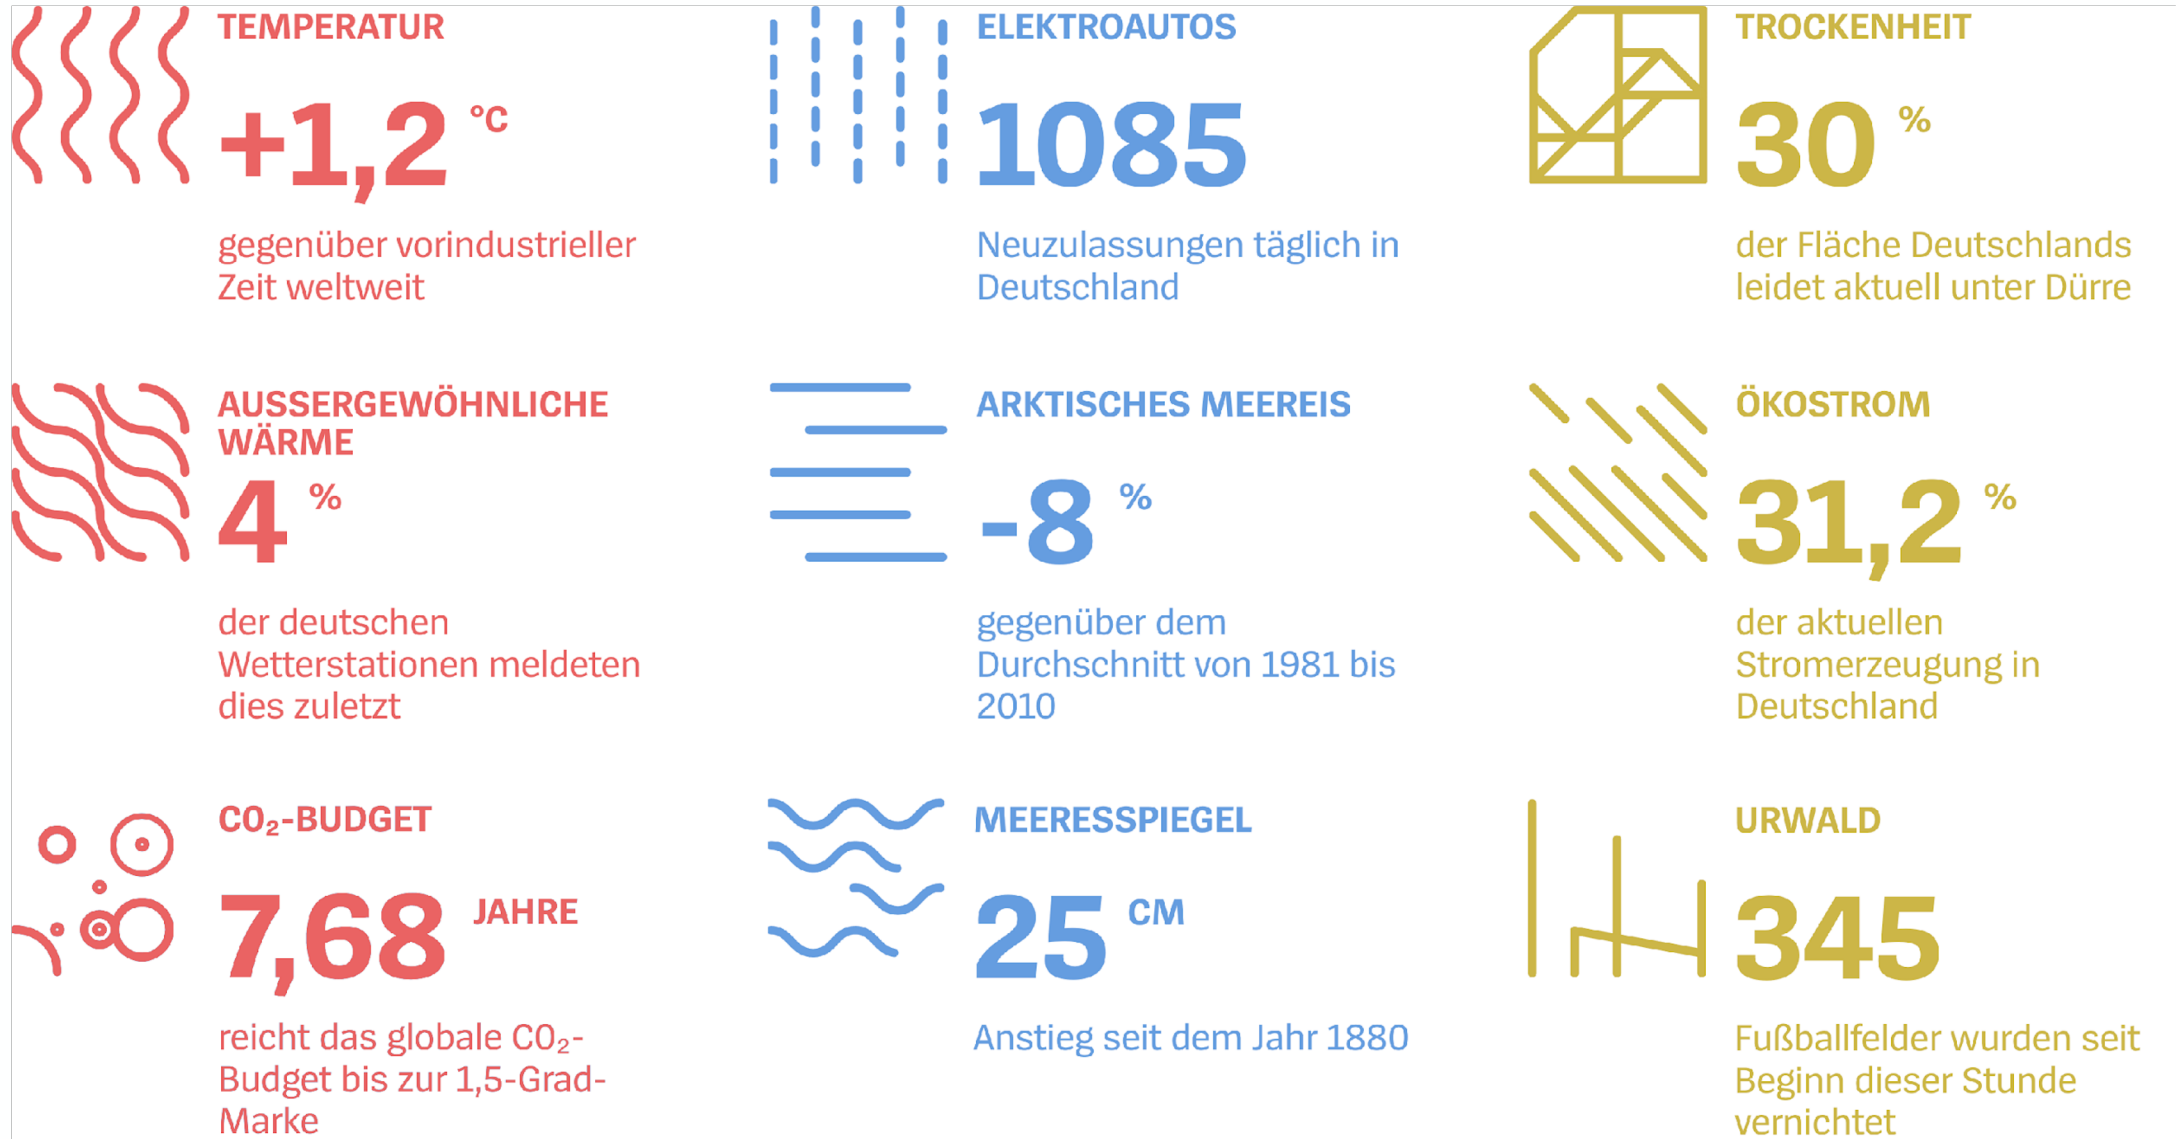 TEMPERATUR
+1,2 °C
gegenüber vorindustrieller
Zeit weltweit
ELEKTROAUTOS
1085
Neuzulassungen täglich in
Deutschland
TROCKENHEIT
30 %
der Fläche Deutschlands
leidet aktuell unter Dürre
AUSSERGEWÖHNLICHE
WÄRME
4 %
der deutschen
Wetterstationen meldeten
dies zuletzt
ARKTISCHES MEEREIS
-8 %
gegenüber dem
Durchschnitt von 1981 bis
2010
ÖKOSTROM
31,2 %
der aktuellen
Stromerzeugung in
Deutschland
CO₂-BUDGET
7,68 JAHRE
reicht das globale CO₂-
Budget bis zur 1,5-Grad-
Marke
MEERESSPIEGEL
25 CM
Anstieg seit dem Jahr 1880
URWALD
345
Fußballfelder wurden seit
Beginn dieser Stunde
vernichtet